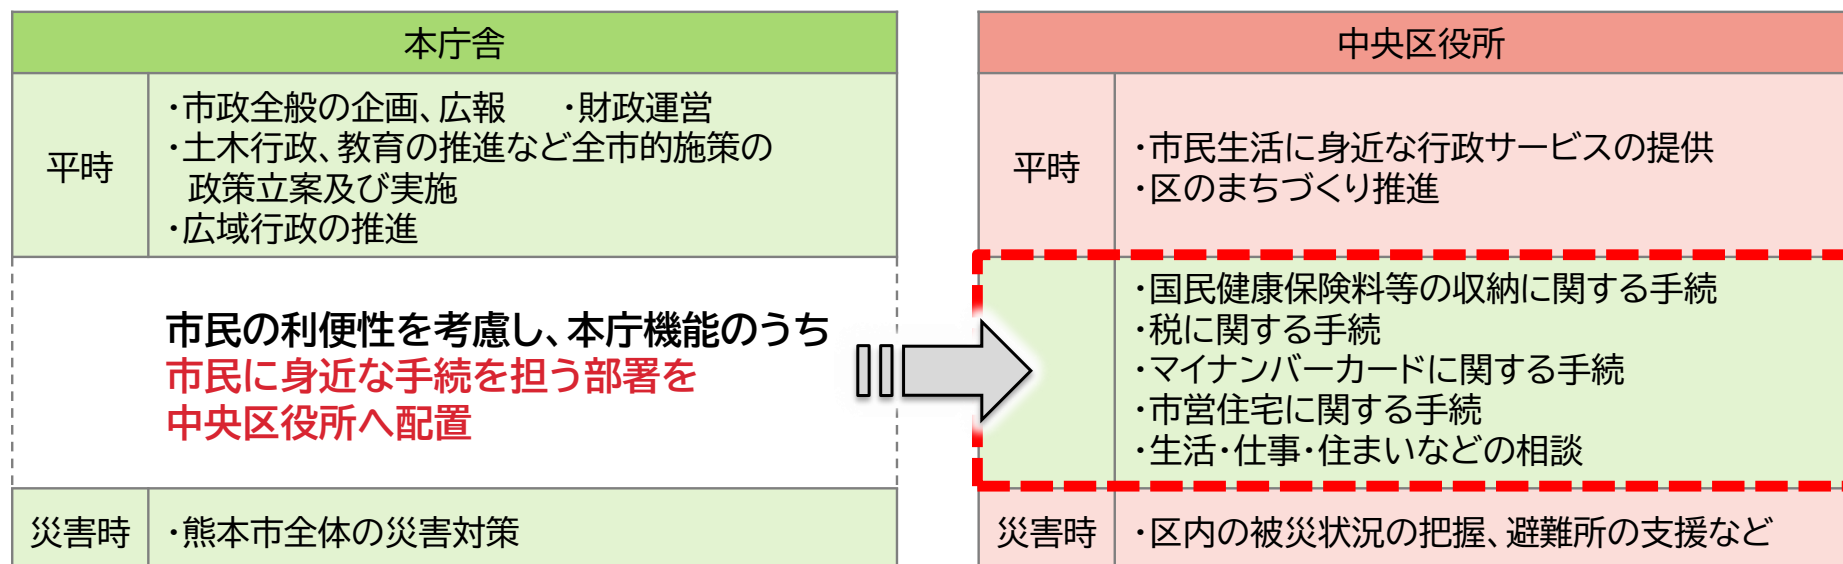 本庁舎
平時
・市政全般の企画、広報　・財政運営
・土木行政、教育の推進など全市的施策の
政策立案及び実施
・広域行政の推進
市民の利便性を考慮し、本庁機能のうち
市民に身近な手続を担う部署を
中央区役所へ配置
災害時
・熊本市全体の災害対策
中央区役所
平時
・市民生活に身近な行政サービスの提供
・区のまちづくり推進
・国民健康保険料等の収納に関する手続
・税に関する手続
・マイナンバーカードに関する手続
・市営住宅に関する手続
・生活・仕事・住まいなどの相談
災害時
・区内の被災状況の把握、避難所の支援など